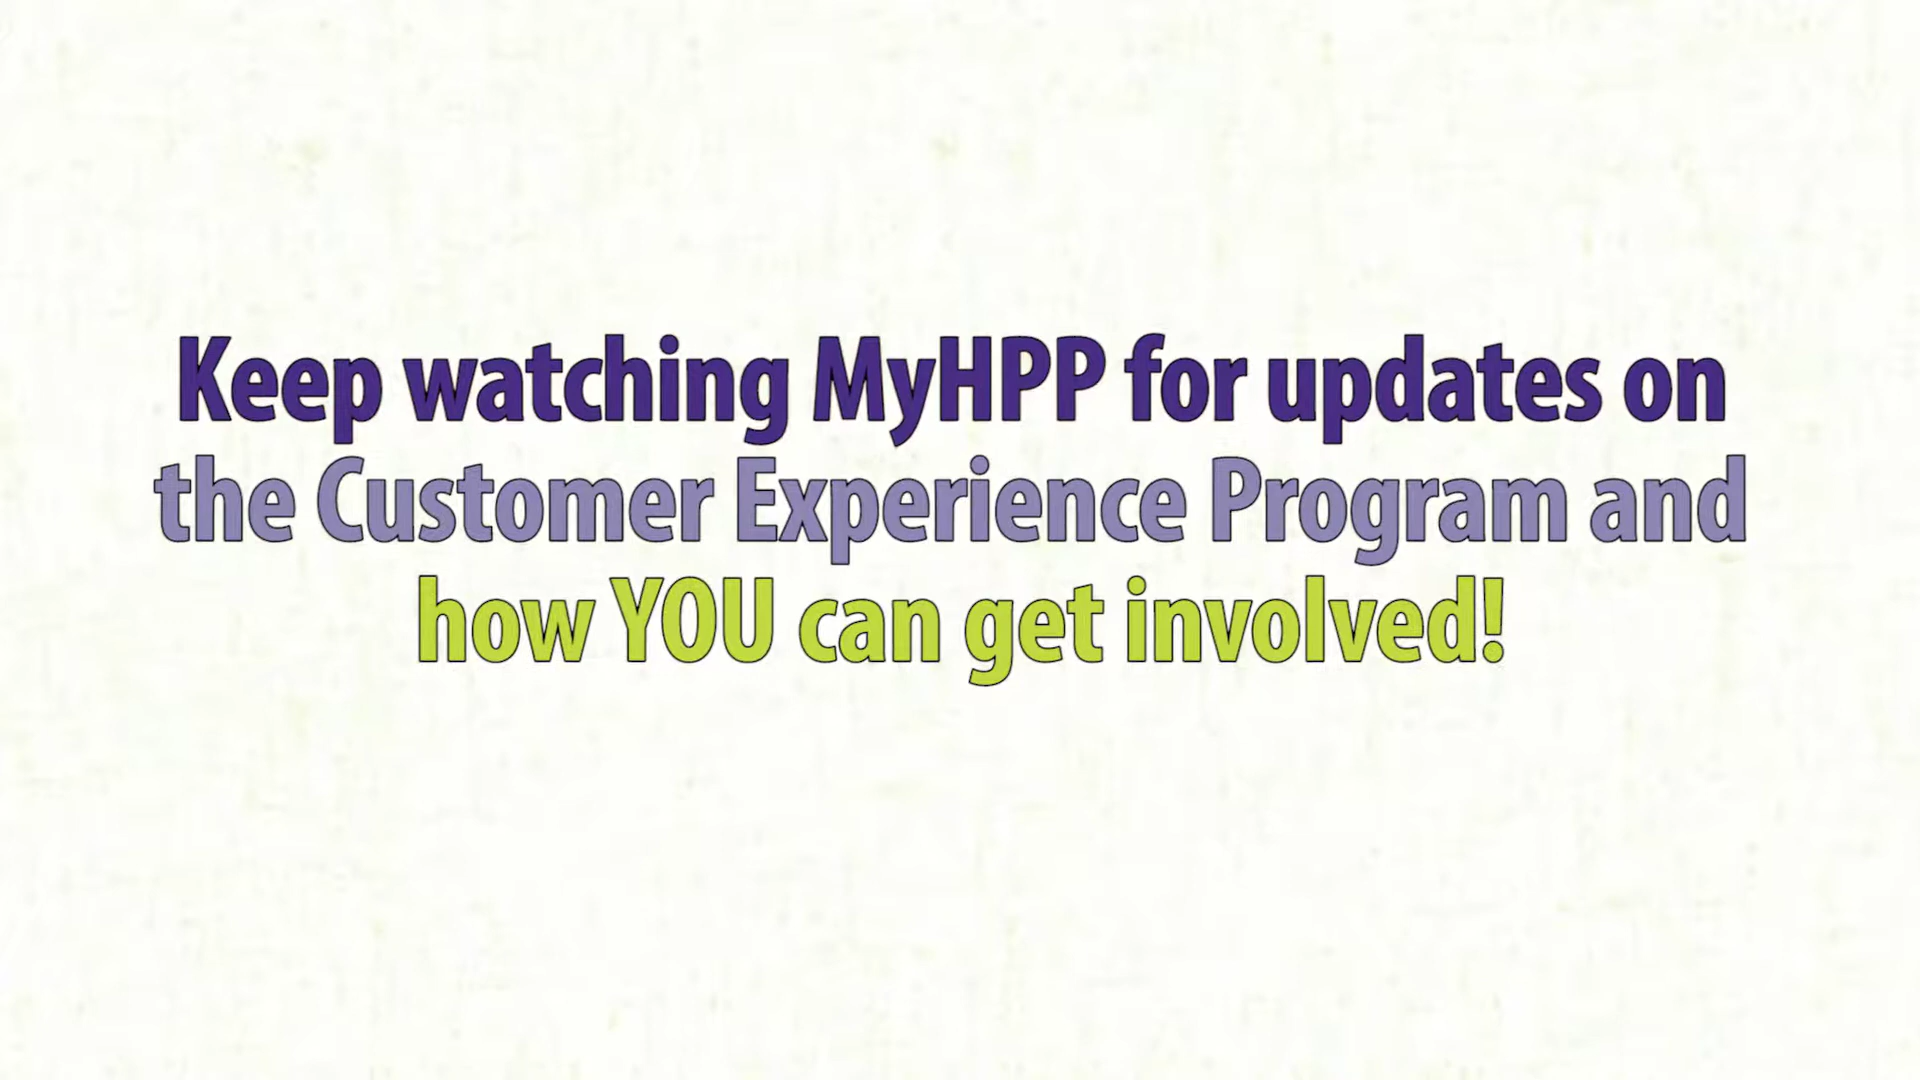 Keep watching MyHPP for updates on
the Customer Experience Program and
how YOU can get involved!